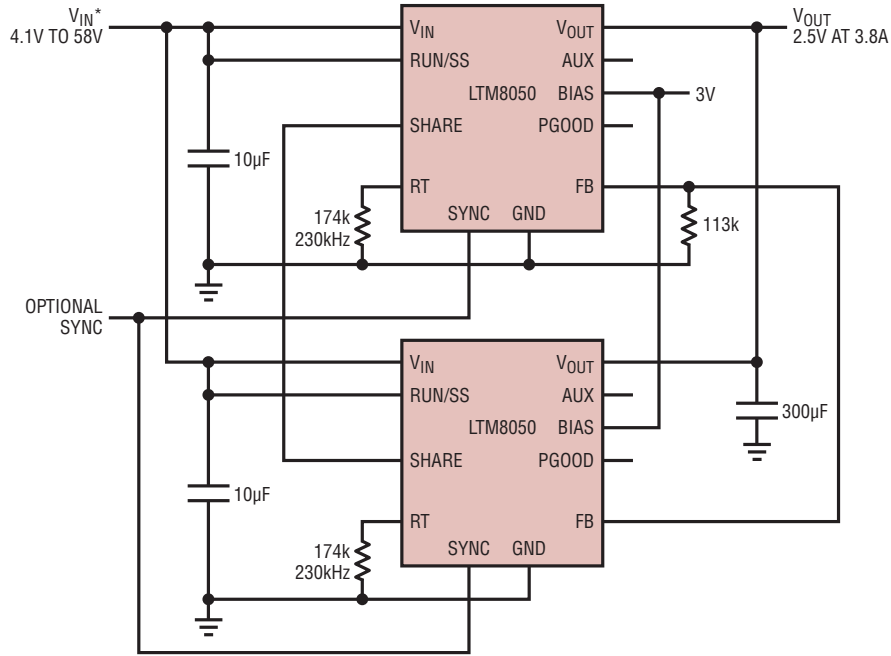 VIN*
4.1V TO 58V
VIN
VOUT
VOUT
2.5V AT 3.8A
RUN/SS
AUX
LTM8050
BIAS
3V
SHARE
PGOOD
10µF
RT
FB
174k
230kHz
SYNC
GND
113k
OPTIONAL
SYNC
VIN
VOUT
RUN/SS
AUX
300µF
LTM8050
BIAS
SHARE
PGOOD
10µF
RT
FB
174k
230kHz
SYNC
GND